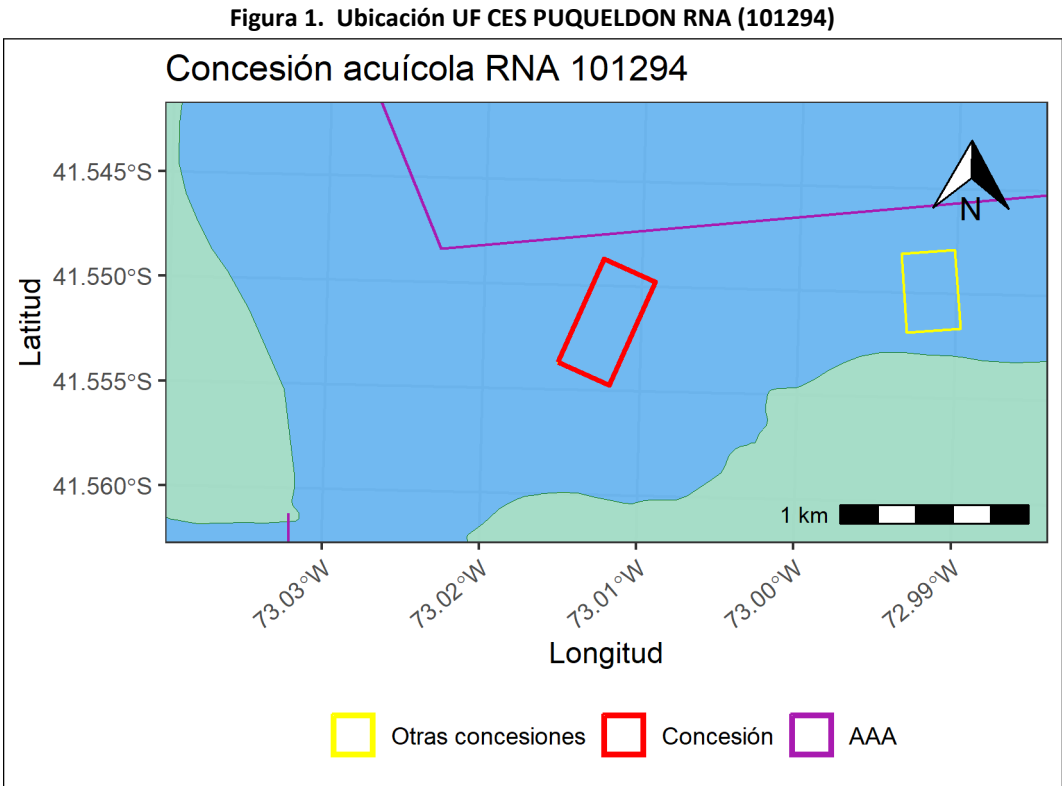 Figura 1. Ubicación UF CES PUQUELDON RNA (101294)
Concesión acuícola RNA 101294
41.545°S
41.550°S
41.555°S
41.560°S
Latitud
N
1 km
73.03°W
73.02°W
73.01°W
73.00°W
72.99°W
Longitud
Otras concesiones
Concesión
AAA